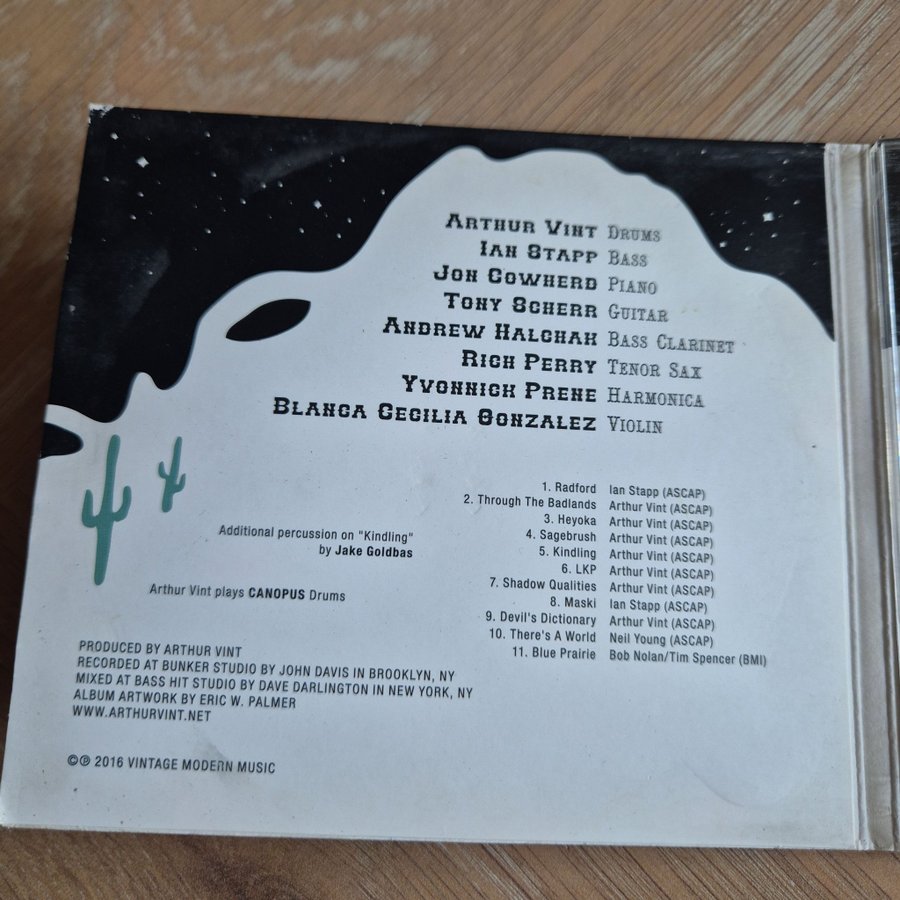 ARTHUR VINT DRUMS
IAN STAPP BASS
JON COWHERD PIANO
TONY SCHERR GUITAR
ANDREW HALCHAK BASS CLARINET
RICH PERRY TENOR SAX
YVONNICK PRENE HARMONICA
BLANCA CECILIA GONZALEZ VIOLIN
1. Radford Ian Stapp (ASCAP)
2. Through The Badlands Arthur Vint (ASCAP)
3. Heyoka Arthur Vint (ASCAP)
4. Sagebrush Arthur Vint (ASCAP)
5. Kindling Arthur Vint (ASCAP)
6. LKP Arthur Vint (ASCAP)
7. Shadow Qualities Arthur Vint (ASCAP)
8. Maski Ian Stapp (ASCAP)
9. Devil's Dictionary Arthur Vint (ASCAP)
10. There's A World Neil Young (ASCAP)
11. Blue Prairie Bob Nolan/Tim Spencer (BMI)
Additional percussion on "Kindling"
by Jake Goldbas
Arthur Vint plays CANOPUS Drums
PRODUCED BY ARTHUR VINT
RECORDED AT BUNKER STUDIO BY JOHN DAVIS IN BROOKLYN, NY
MIXED AT BASS HIT STUDIO BY DAVE DARLINGTON IN NEW YORK, NY
ALBUM ARTWORK BY ERIC W. PALMER
WWW.ARTHURVINT.NET
©℗ 2016 VINTAGE MODERN MUSIC